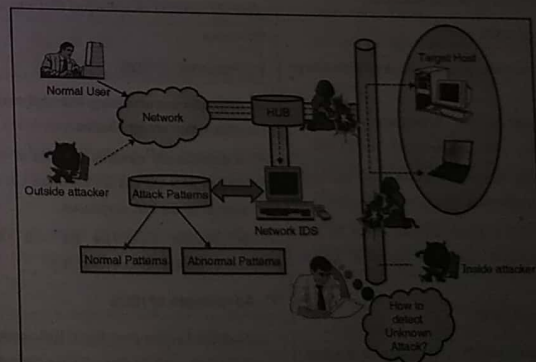 Normal User
Network
HUB
Target Host
Outside attacker
Attack Patterns
Network IDS
Normal Patterns
Abnormal Patterns
Inside attacker
How to
detect
Unknown
Attack?